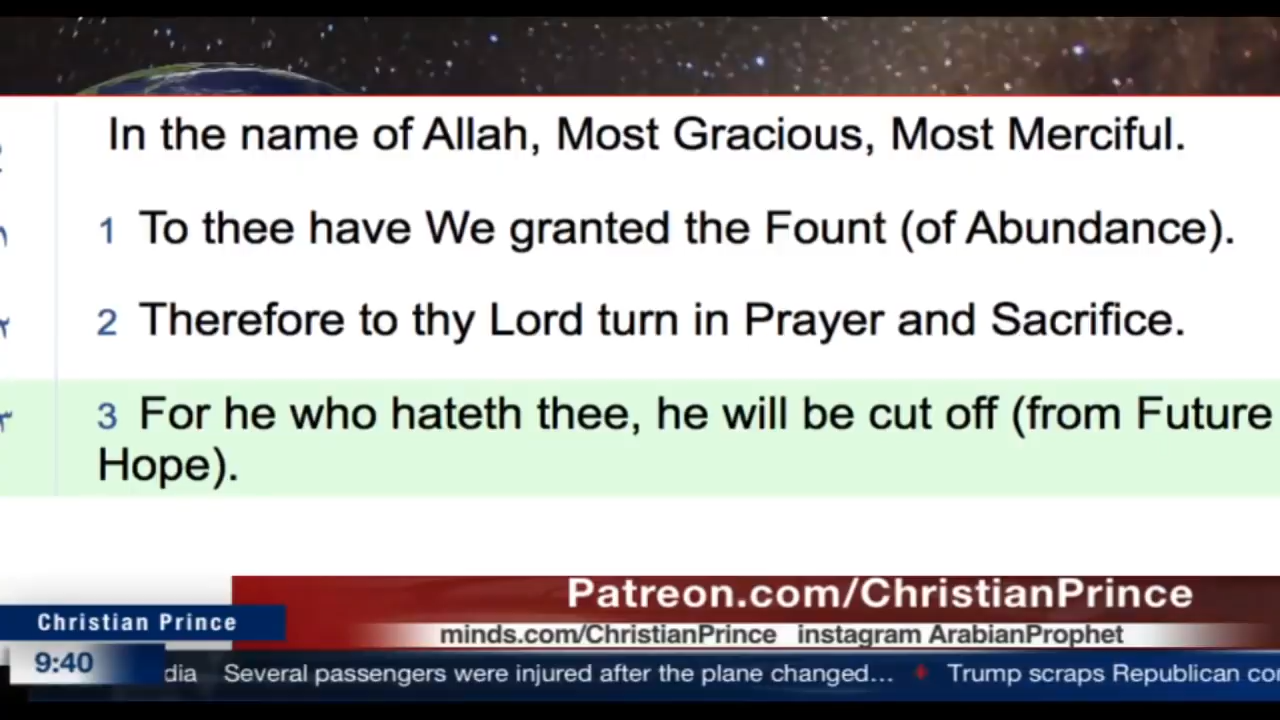 In the name of Allah, Most Gracious, Most Merciful.
1 To thee have We granted the Fount (of Abundance).
2 Therefore to thy Lord turn in Prayer and Sacrifice.
٣ 3 For he who hateth thee, he will be cut off (from Future
Hope).
Patreon.com/ChristianPrince
Christian Prince
minds.com/ChristianPrince instagram ArabianProphet
9:40
dia Several passengers were injured after the plane changed... ♦ Trump scraps Republican